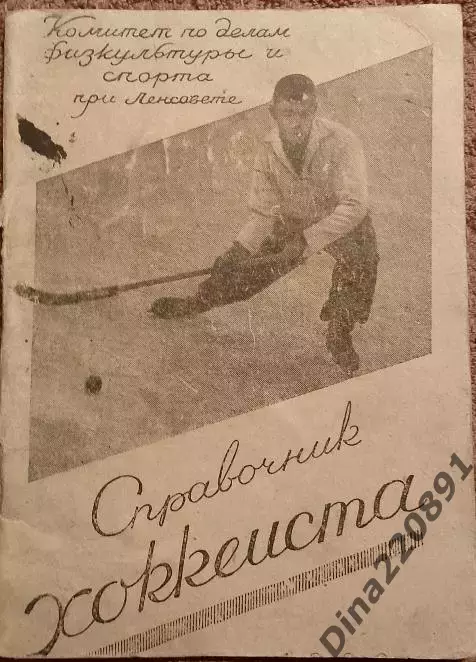 Комитет по делам
физкультуры и
спорта
при Ленсовете
Справочник
хоккеиста
Dina220891